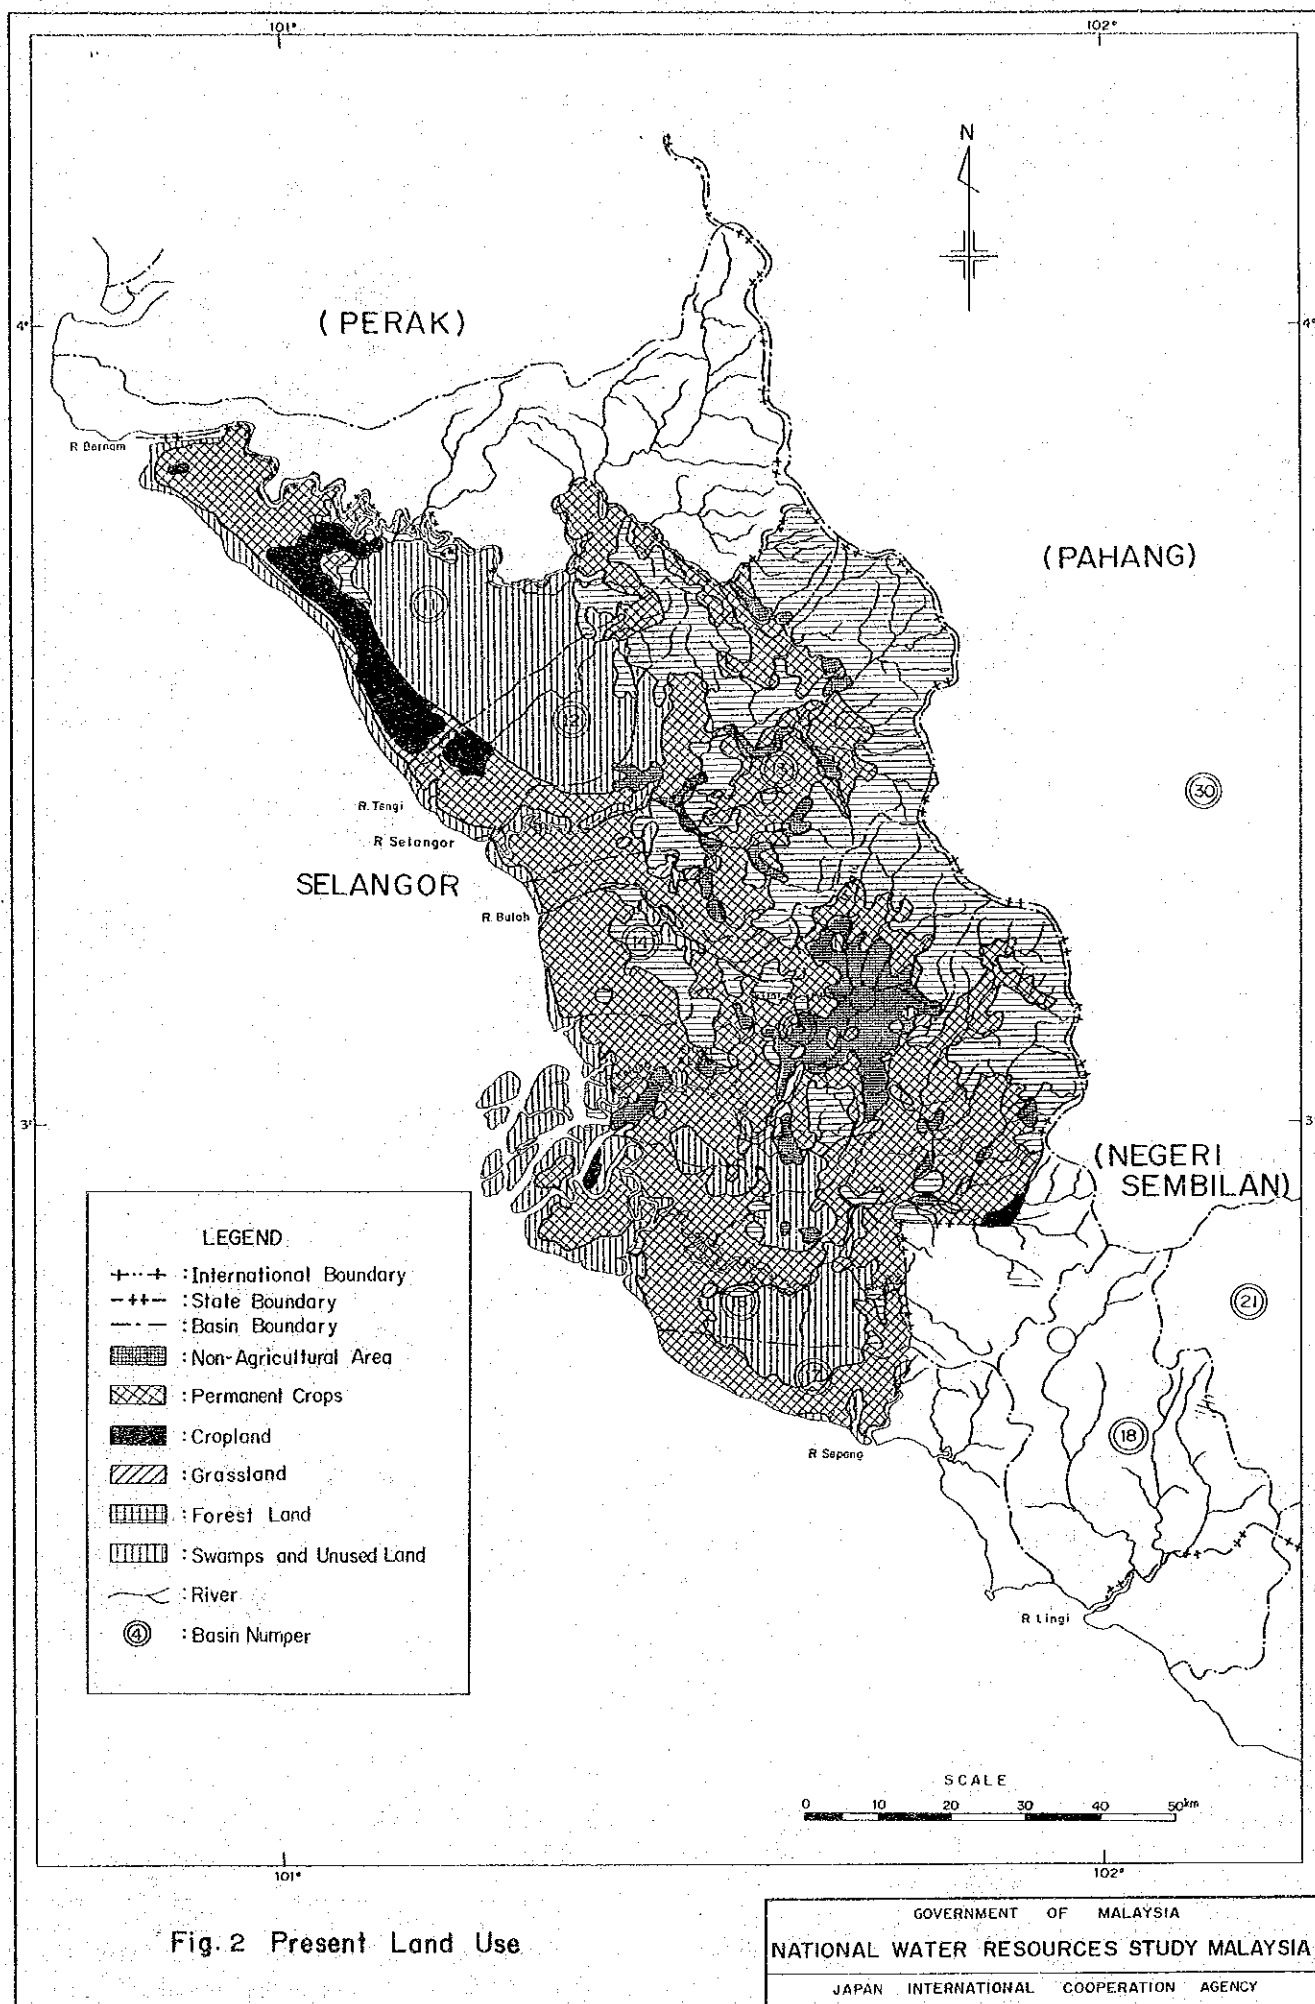 101°
102°
N
(PERAK)
4°
4°
R Bernam
(PAHANG)
11
12
30
R. Tengi
R Selangor
SELANGOR
R. Buloh
14
3°
3°
(NEGERI
SEMBILAN)
LEGEND
:International Boundary
:State Boundary
:Basin Boundary
:Non-Agricultural Area
:Permanent Crops
:Cropland
:Grassland
:Forest Land
:Swamps and Unused Land
:River
4 :Basin Numper
21
17
18
R Sepang
R Lingi
SCALE
0 10 20 30 40 50km
101°
102°
Fig. 2 Present Land Use
GOVERNMENT OF MALAYSIA
NATIONAL WATER RESOURCES STUDY MALAYSIA
JAPAN INTERNATIONAL COOPERATION AGENCY